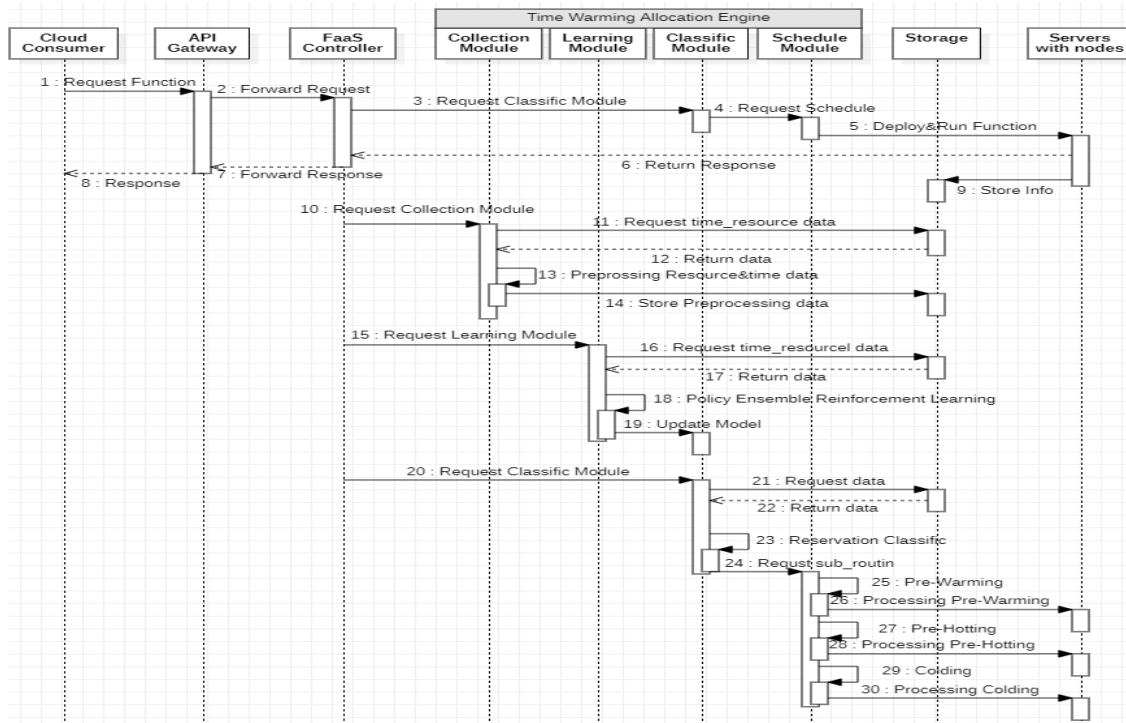 Time Warming Allocation Engine
Cloud
Consumer
API
Gateway
FaaS
Controller
Collection
Module
Learning
Module
Classific
Module
Schedule
Module
Storage
Servers
with nodes
1 : Request Function
2 : Forward Request
3 : Request Classific Module
4 : Request Schedule
5 : Deploy&Run Function
6 : Return Response
7 : Forward Response
8 : Response
9 : Store Info
10 : Request Collection Module
11 : Request time_resource data
12 : Return data
13 : Preprossing Resource&time data
14 : Store Preprocessing data
15 : Request Learning Module
16 : Request time_resourcel data
17 : Return data
18 : Policy Ensemble Reinforcement Learning
19 : Update Model
20 : Request Classific Module
21 : Request data
22 : Return data
23 : Reservation Classific
24 : Requst sub_routin
25 : Pre-Warming
26 : Processing Pre-Warming
27 : Pre-Hotting
28 : Processing Pre-Hotting
29 : Colding
30 : Processing Colding